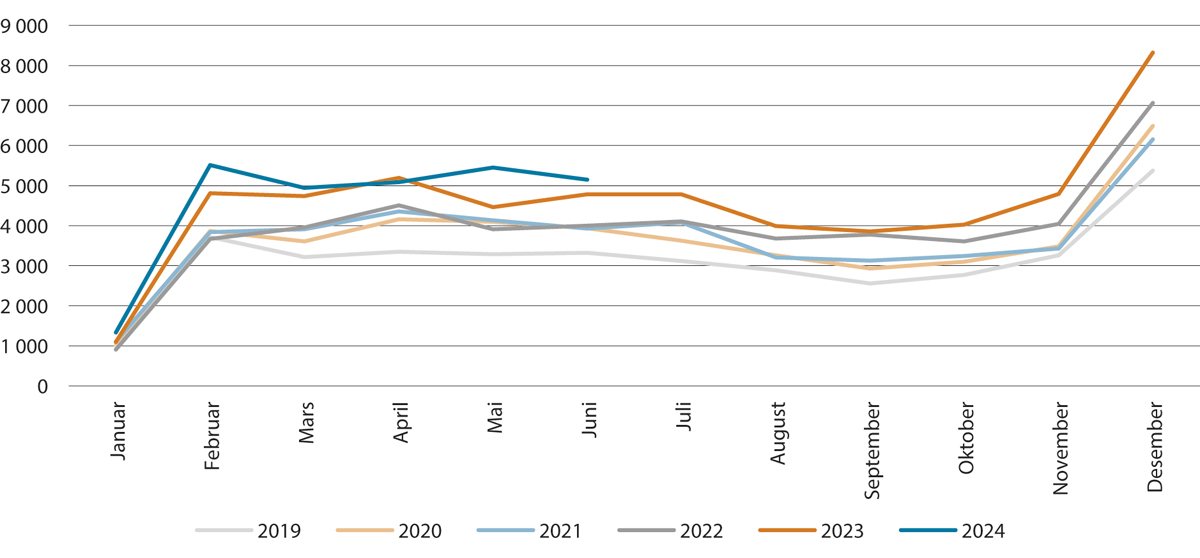 9 000
8 000
7 000
6 000
5 000
4 000
3 000
2 000
1 000
0
Januar
Februar
Mars
April
Mai
Juni
Juli
August
September
Oktober
November
Desember
2019 2020 2021 2022 2023 2024